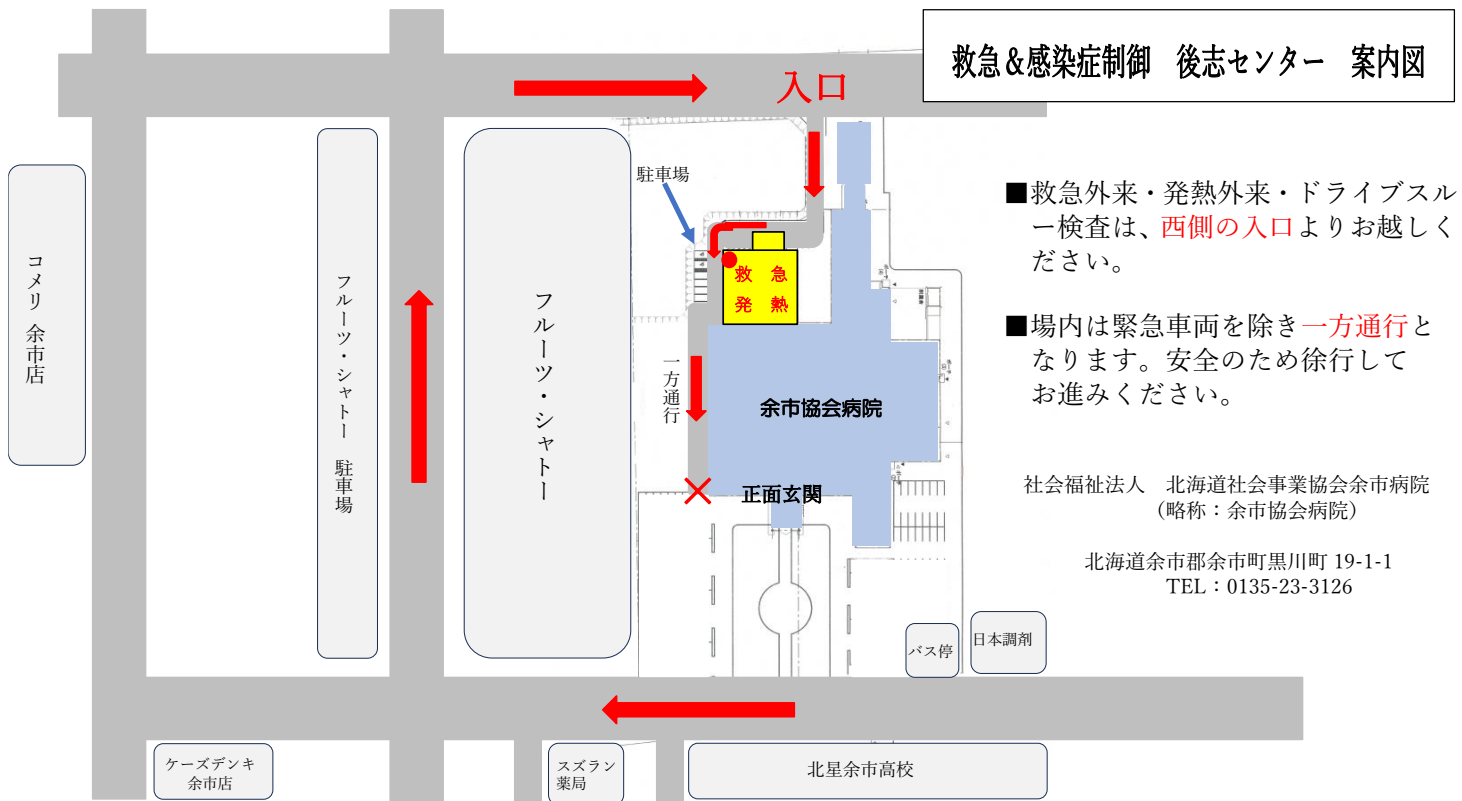 救急＆感染症制御　後志センター　案内図
入口
駐車場
救　急
発　熱
一方通行
余市協会病院
正面玄関
コメリ 余市店
フルーツ・シャトー 駐車場
フルーツ・シャトー
■救急外来・発熱外来・ドライブスル
ー検査は、西側の入口よりお越しく
ださい。
■場内は緊急車両を除き一方通行と
なります。安全のため徐行して
お進みください。
社会福祉法人　北海道社会事業協会余市病院
（略称：余市協会病院）
北海道余市郡余市町黒川町 19-1-1
TEL：0135-23-3126
バス停
日本調剤
ケーズデンキ
余市店
スズラン
薬局
北星余市高校